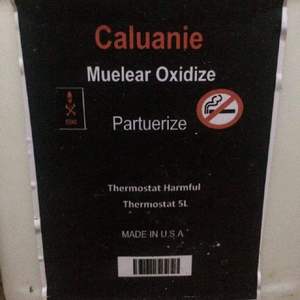 Caluanie
Muelear Oxidize
Partuerize
Thermostat Harmful
Thermostat 5L
MADE IN U.S A